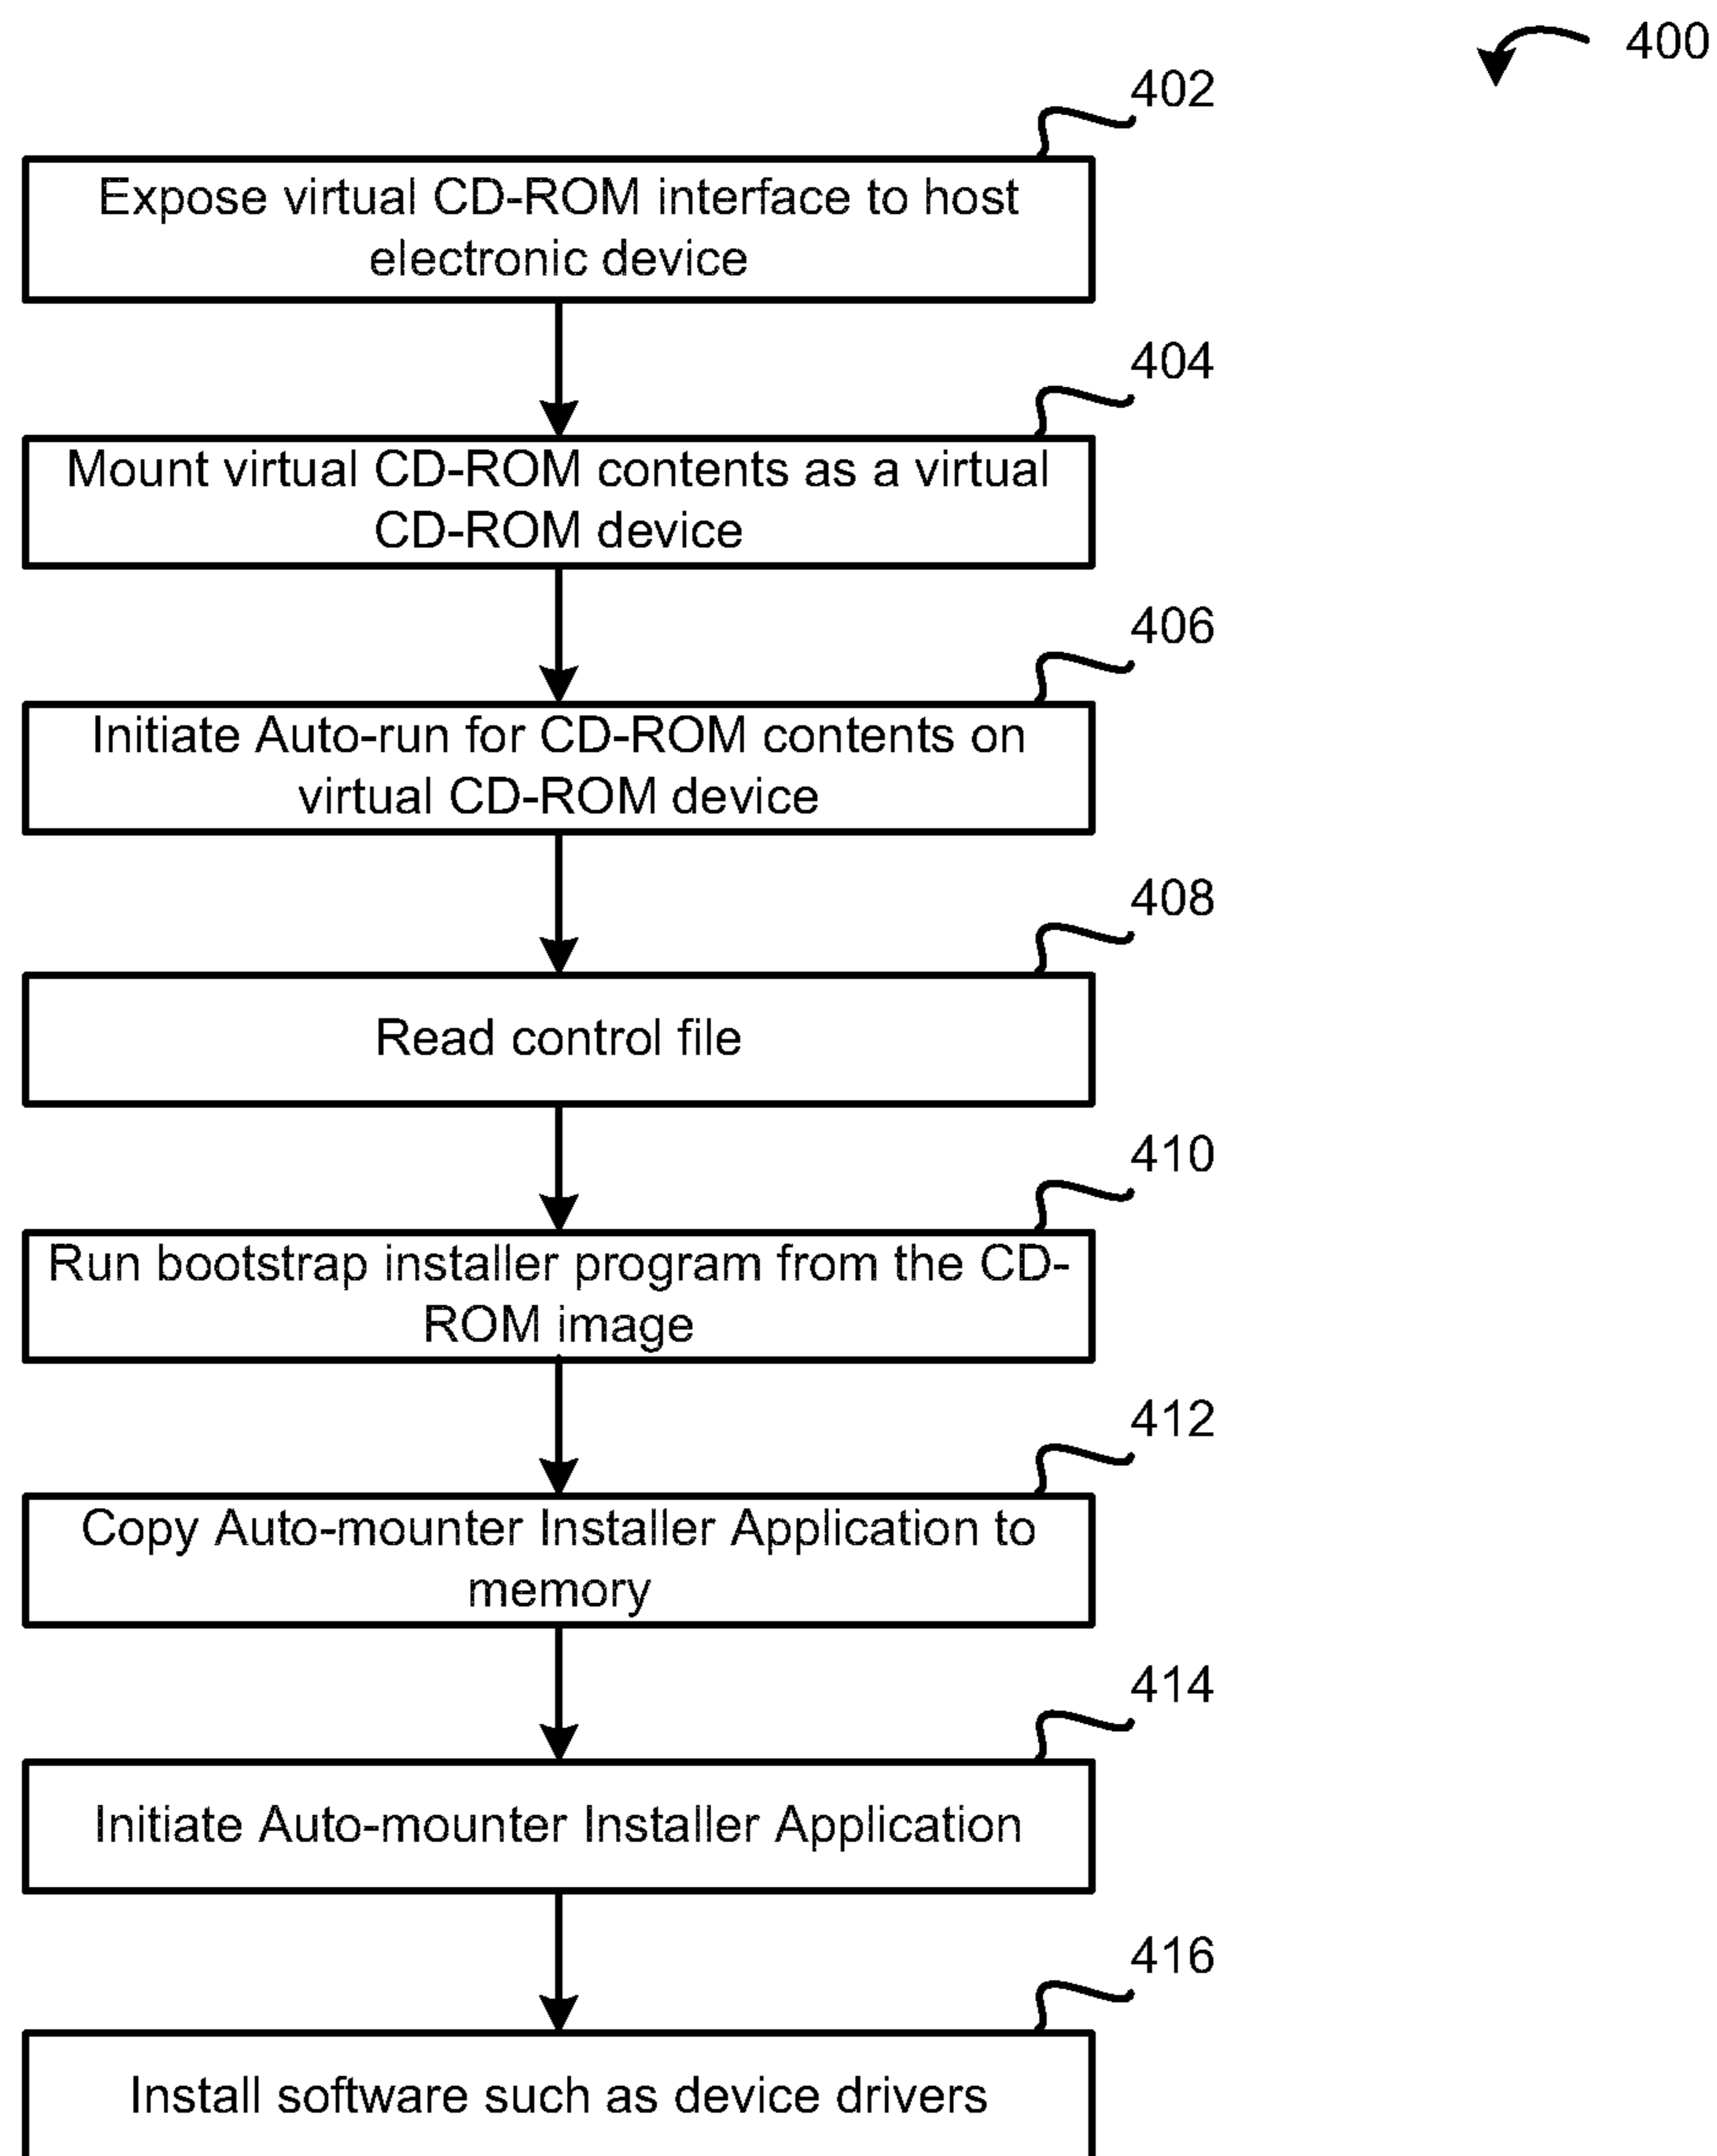 400
402
Expose virtual CD-ROM interface to host
electronic device
404
Mount virtual CD-ROM contents as a virtual
CD-ROM device
406
Initiate Auto-run for CD-ROM contents on
virtual CD-ROM device
408
Read control file
410
Run bootstrap installer program from the CD-
ROM image
412
Copy Auto-mounter Installer Application to
memory
414
Initiate Auto-mounter Installer Application
416
Install software such as device drivers